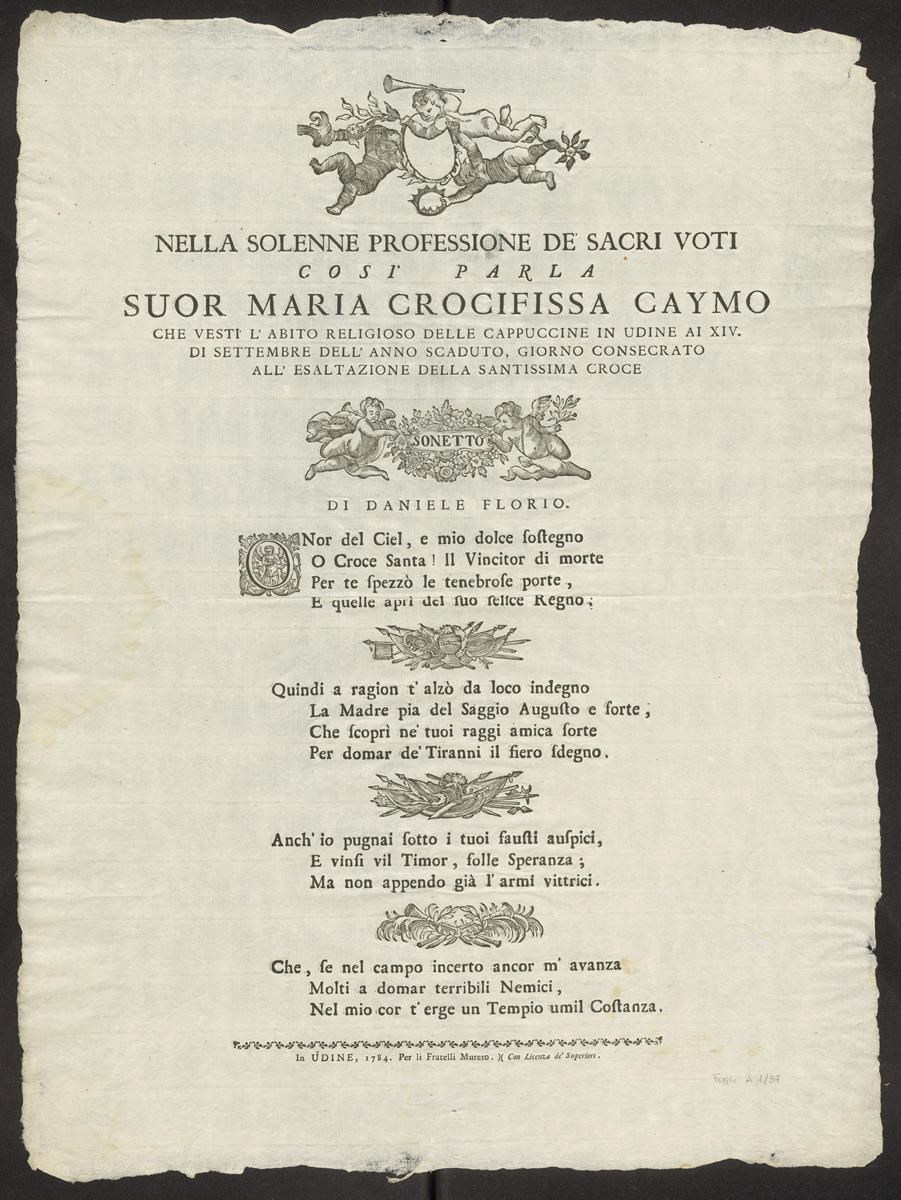 NELLA SOLENNE PROFESSIONE DE' SACRI VOTI
COSI' PARLA
SUOR MARIA CROCIFISSA CAYMO
CHE VESTI' L'ABITO RELIGIOSO DELLE CAPPUCCINE IN UDINE AI XIV.
DI SETTEMBRE DELL'ANNO SCADUTO, GIORNO CONSECRATO
ALL'ESALTAZIONE DELLA SANTISSIMA CROCE
SONETTO
DI DANIELE FLORIO.
ONor del Ciel, e mio dolce ſoſtegno
O Croce Santa! Il Vincitor di morte
Per te ſpezzò le tenebroſe porte,
E quelle aprì del ſuo felice Regno;
Quindi a ragion t'alzò da loco indegno
La Madre pia del Saggio Auguſto e forte,
Che ſcoprì ne' tuoi raggi amica ſorte
Per domar de' Tiranni il fiero ſdegno.
Anch'io pugnai ſotto i tuoi fauſti auſpici,
E vinſi vil Timor, folle Speranza;
Ma non appendo già l'armi vittrici.
Che, ſe nel campo incerto ancor m'avanza
Molti a domar terribili Nemici,
Nel mio cor t'erge un Tempio umil Coſtanza.
In UDINE, 1784. Per li Fratelli Murero. )( Con Licenza de' Superiori.
Fogli A 1/37